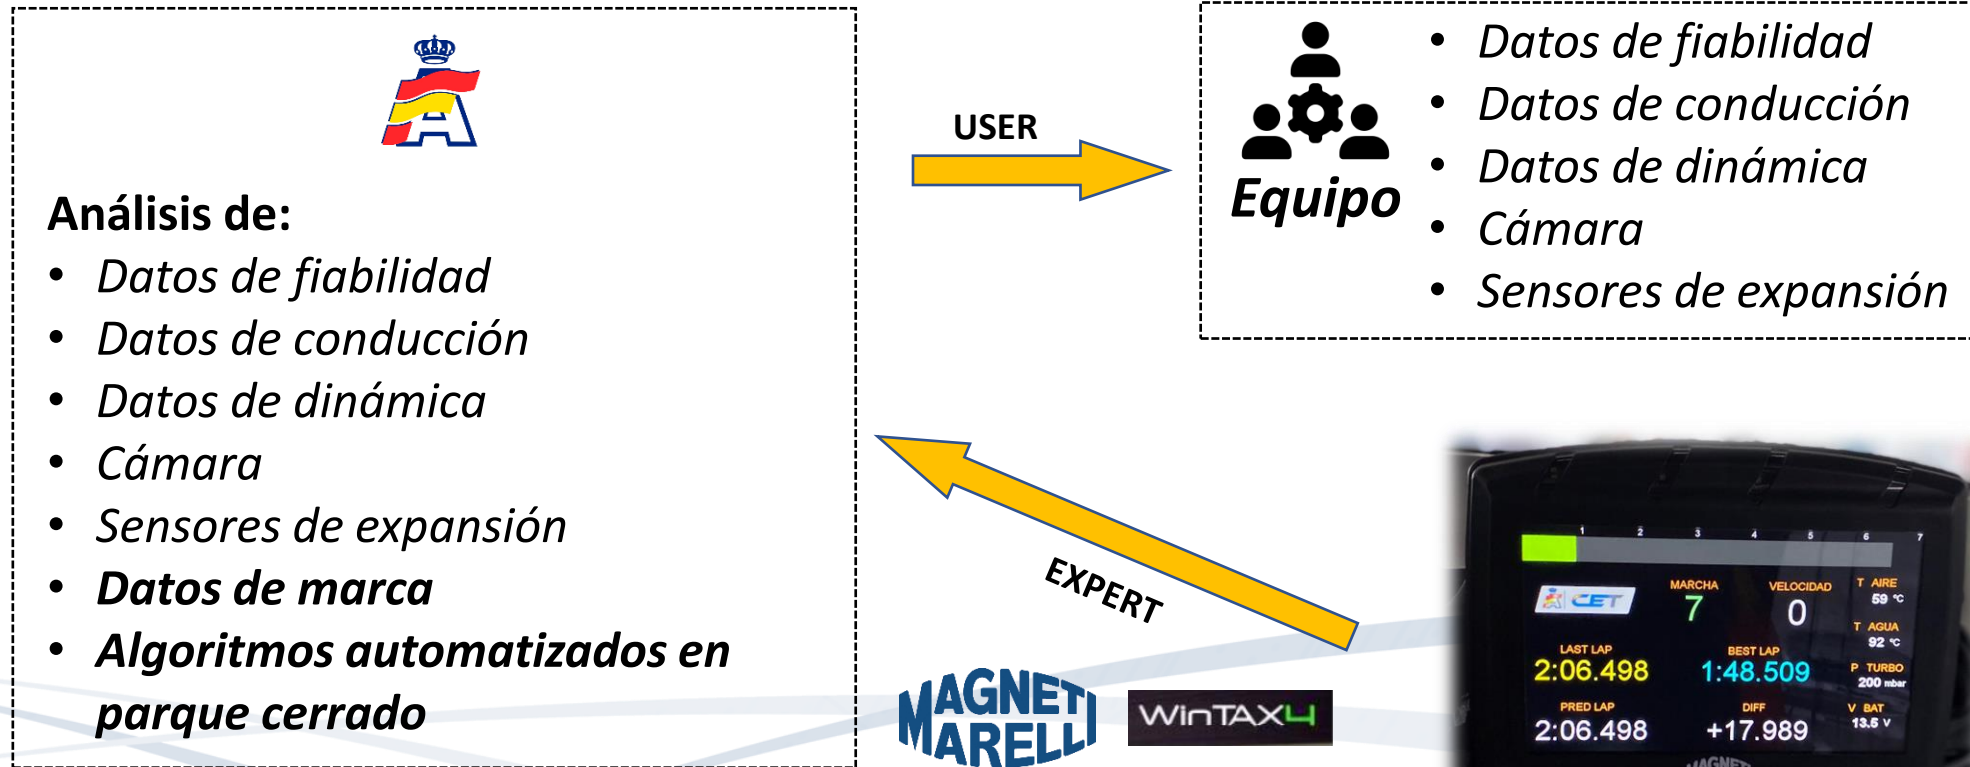 Análisis de:
• Datos de fiabilidad
• Datos de conducción
• Datos de dinámica
• Cámara
• Sensores de expansión
• Datos de marca
• Algoritmos automatizados en
parque cerrado
USER
Equipo
• Datos de fiabilidad
• Datos de conducción
• Datos de dinámica
• Cámara
• Sensores de expansión
EXPERT
MAGNETI
MARELLI
WinTAX4
1 2 3 4 5 6 7
CET
MARCHA
7
VELOCIDAD
0
T AIRE
59 °C
T AGUA
92 °C
LAST LAP
2:06.498
BEST LAP
1:48.509
P TURBO
200 mbar
PRED LAP
2:06.498
DIFF
+17.989
V BAT
13.5 V
MAGNETI